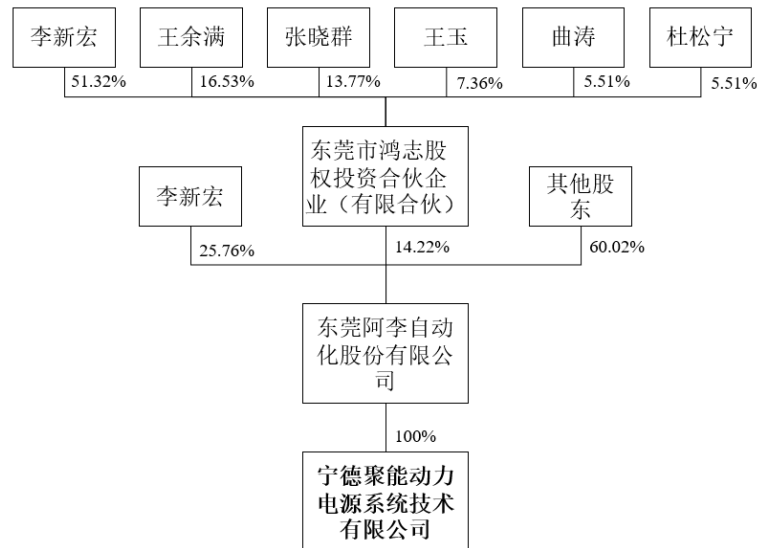 李新宏
王余满
张晓群
王玉
曲涛
杜松宁
51.32%
16.53%
13.77%
7.36%
5.51%
5.51%
东莞市鸿志股
权投资合伙企
业（有限合伙）
李新宏
其他股
东
25.76%
14.22%
60.02%
东莞阿李自动
化股份有限公
司
100%
宁德聚能动力
电源系统技术
有限公司